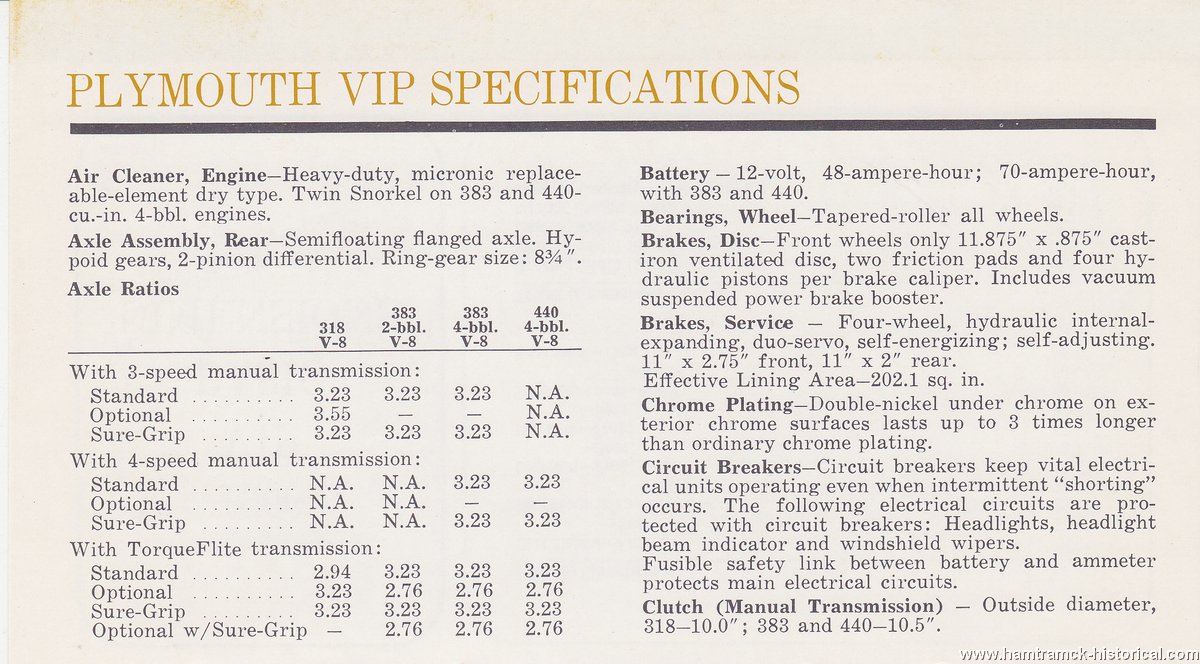 PLYMOUTH VIP SPECIFICATIONS
Air Cleaner, Engine—Heavy-duty, micronic replace-
able-element dry type. Twin Snorkel on 383 and 440-
cu.-in. 4-bbl. engines.
Axle Assembly, Rear—Semifloating flanged axle. Hy-
poid gears, 2-pinion differential. Ring-gear size: 8¾″.
Axle Ratios
383 383 440
318 2-bbl. 4-bbl. 4-bbl.
V-8 V-8 V-8 V-8
With 3-speed manual transmission:
Standard .......... 3.23 3.23 3.23 N.A.
Optional .......... 3.55 — — N.A.
Sure-Grip ......... 3.23 3.23 3.23 N.A.
With 4-speed manual transmission:
Standard .......... N.A. N.A. 3.23 3.23
Optional .......... N.A. N.A. — —
Sure-Grip ......... N.A. N.A. 3.23 3.23
With TorqueFlite transmission:
Standard .......... 2.94 3.23 3.23 3.23
Optional .......... 3.23 2.76 2.76 2.76
Sure-Grip ......... 3.23 3.23 3.23 3.23
Optional w/Sure-Grip — 2.76 2.76 2.76
Battery — 12-volt, 48-ampere-hour; 70-ampere-hour,
with 383 and 440.
Bearings, Wheel—Tapered-roller all wheels.
Brakes, Disc—Front wheels only 11.875″ x .875″ cast-
iron ventilated disc, two friction pads and four hy-
draulic pistons per brake caliper. Includes vacuum
suspended power brake booster.
Brakes, Service — Four-wheel, hydraulic internal-
expanding, duo-servo, self-energizing; self-adjusting.
11″ x 2.75″ front, 11″ x 2″ rear.
Effective Lining Area—202.1 sq. in.
Chrome Plating—Double-nickel under chrome on ex-
terior chrome surfaces lasts up to 3 times longer
than ordinary chrome plating.
Circuit Breakers—Circuit breakers keep vital electri-
cal units operating even when intermittent “shorting”
occurs. The following electrical circuits are pro-
tected with circuit breakers: Headlights, headlight
beam indicator and windshield wipers.
Fusible safety link between battery and ammeter
protects main electrical circuits.
Clutch (Manual Transmission) — Outside diameter,
318—10.0″; 383 and 440—10.5″.
www.hamtramck-historical.com